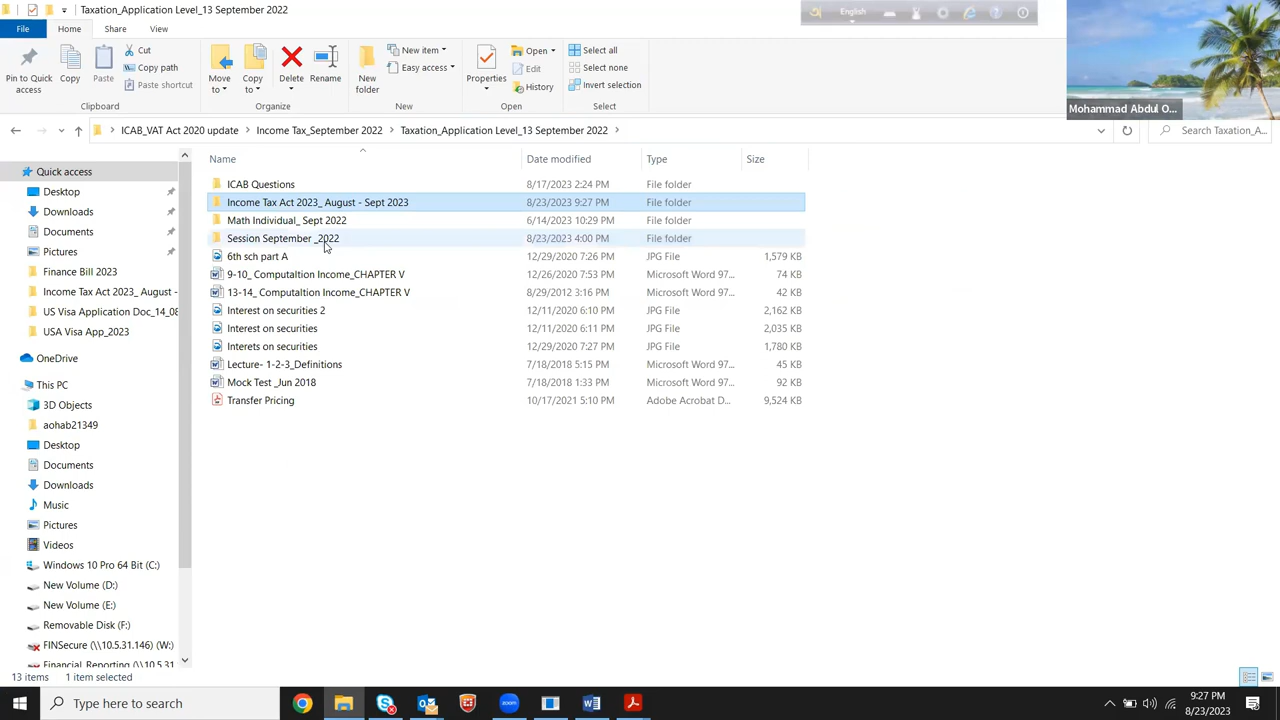 Taxation_Application Level_13 September 2022
English
File
Home
Share
View
Pin to Quick access
Copy
Paste
Cut
Copy path
Paste shortcut
Clipboard
Move to
Copy to
Delete
Rename
Organize
New folder
New item
Easy access
New
Properties
Open
Edit
History
Open
Select all
Select none
Invert selection
Select
Mohammad Abdul O...
ICAB_VAT Act 2020 update
Income Tax_September 2022
Taxation_Application Level_13 September 2022
Search Taxation_A...
Name Date modified Type Size
ICAB Questions 8/17/2023 2:24 PM File folder
Income Tax Act 2023_ August - Sept 2023 8/23/2023 9:27 PM File folder
Math Individual_ Sept 2022 6/14/2023 10:29 PM File folder
Session September _2022 8/23/2023 4:00 PM File folder
6th sch part A 12/29/2020 7:26 PM JPG File 1,579 KB
9-10_ Computaltion Income_CHAPTER V 12/26/2020 7:53 PM Microsoft Word 97... 74 KB
13-14_ Computaltion Income_CHAPTER V 8/29/2012 3:16 PM Microsoft Word 97... 42 KB
Interest on securities 2 12/11/2020 6:10 PM JPG File 2,162 KB
Interest on securities 12/11/2020 6:11 PM JPG File 2,035 KB
Interets on securities 12/29/2020 7:27 PM JPG File 1,780 KB
Lecture- 1-2-3_Definitions 7/18/2018 5:15 PM Microsoft Word 97... 45 KB
Mock Test _Jun 2018 7/18/2018 1:33 PM Microsoft Word 97... 92 KB
Transfer Pricing 10/17/2021 5:10 PM Adobe Acrobat D... 9,524 KB
Quick access
Desktop
Downloads
Documents
Pictures
Finance Bill 2023
Income Tax Act 2023_ August -
US Visa Application Doc_14_08
USA Visa App_2023
OneDrive
This PC
3D Objects
aohab21349
Desktop
Documents
Downloads
Music
Pictures
Videos
Windows 10 Pro 64 Bit (C:)
New Volume (D:)
New Volume (E:)
Removable Disk (F:)
FINSecure (\\10.5.31.146) (W:)
Financial_Reporting (\\10.5.31
13 items 1 item selected
Type here to search
zoom
9:27 PM
8/23/2023